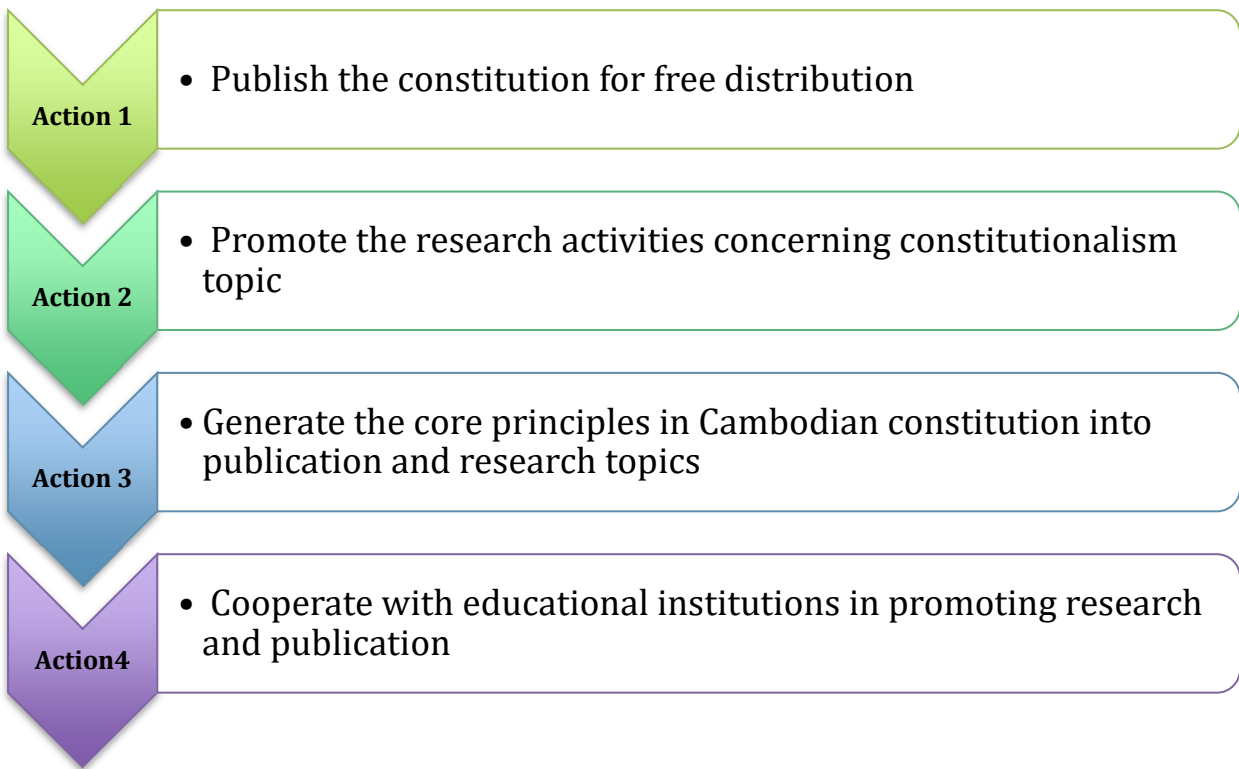 Action 1
• Publish the constitution for free distribution
Action 2
• Promote the research activities concerning constitutionalism
topic
Action 3
• Generate the core principles in Cambodian constitution into
publication and research topics
Action4
• Cooperate with educational institutions in promoting research
and publication